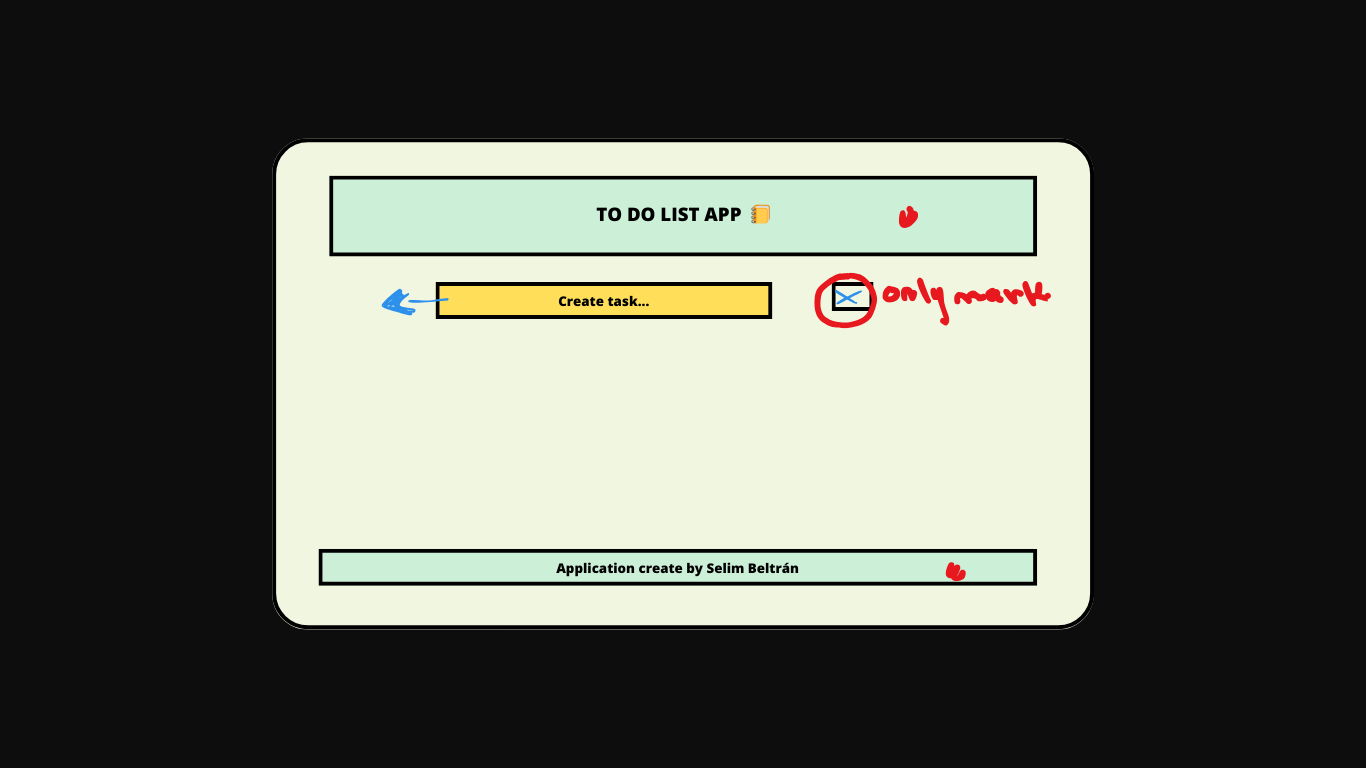 TO DO LIST APP
Create task... only mark
Application create by Selim Beltrán